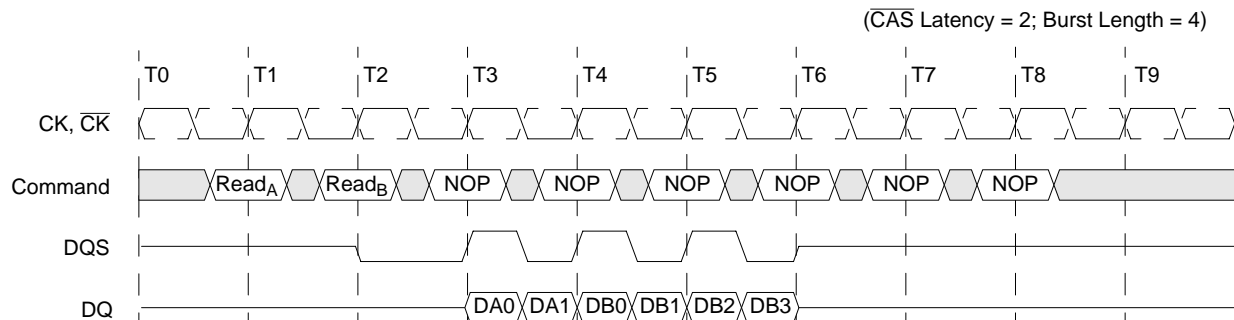 (CAS Latency = 2; Burst Length = 4)
T0 T1 T2 T3 T4 T5 T6 T7 T8 T9
CK, CK
Command ReadA ReadB NOP NOP NOP NOP NOP NOP
DQS
DQ DA0 DA1 DB0 DB1 DB2 DB3